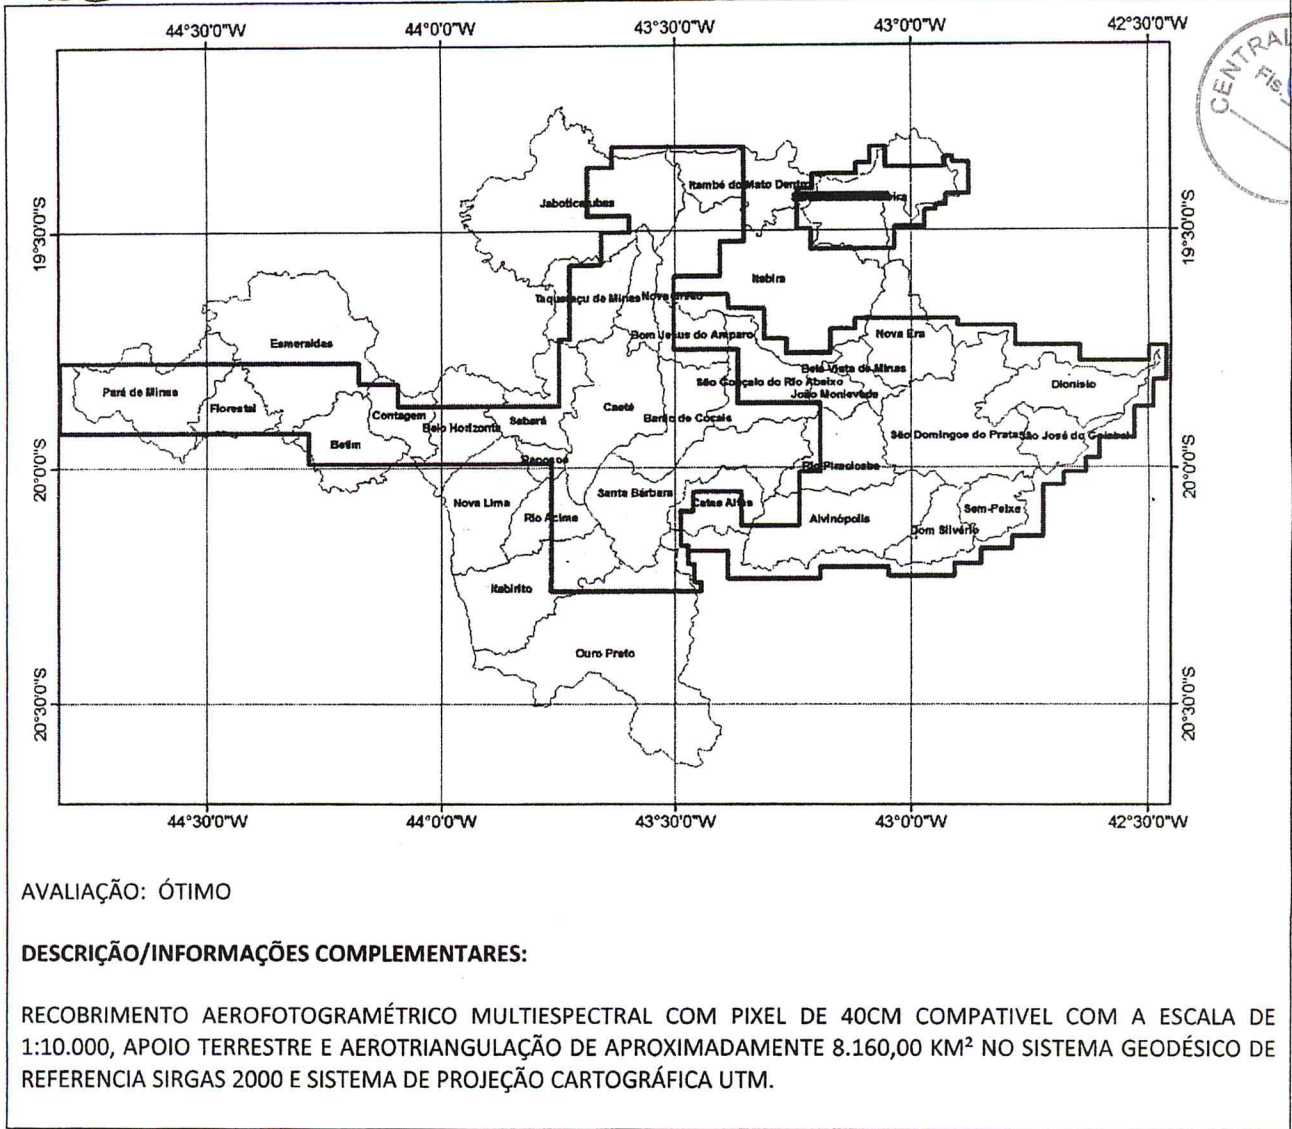 44°30'0"W 44°0'0"W 43°30'0"W 43°0'0"W 42°30'0"W
CENTRAL
Fls.
Itambé do Mato Dentro
Jaboticatubas
19°30'0"S 19°30'0"S
Itabira
Taquaraçu de Minas Nova União
Bom Jesus do Amparo Nova Era
Esmeraldas
Bela Vista de Minas
São Gonçalo do Rio Abaixo Dionísio
Pará de Minas João Monlevade
Florestal Contagem Caeté Barão de Cocais
Belo Horizonte Sabará
Betim São Domingos do Prata São José do Goiabal
Raposos Rio Piracicaba
20°0'0"S 20°0'0"S
Nova Lima Santa Bárbara Catas Altas Sem-Peixe
Rio Acima Alvinópolis Dom Silvério
Itabirito
Ouro Preto
20°30'0"S 20°30'0"S
44°30'0"W 44°0'0"W 43°30'0"W 43°0'0"W 42°30'0"W
AVALIAÇÃO: ÓTIMO
DESCRIÇÃO/INFORMAÇÕES COMPLEMENTARES:
RECOBRIMENTO AEROFOTOGRAMÉTRICO MULTIESPECTRAL COM PIXEL DE 40CM COMPATIVEL COM A ESCALA DE
1:10.000, APOIO TERRESTRE E AEROTRIANGULAÇÃO DE APROXIMADAMENTE 8.160,00 KM² NO SISTEMA GEODÉSICO DE
REFERENCIA SIRGAS 2000 E SISTEMA DE PROJEÇÃO CARTOGRÁFICA UTM.